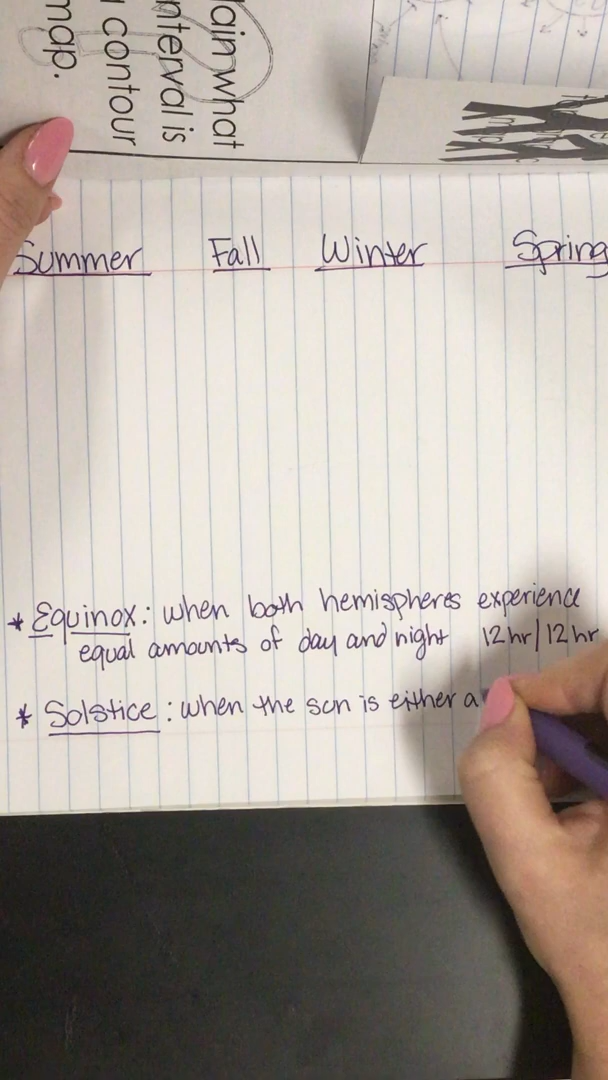 lain what
nterval is
contour
map.
Summer Fall Winter Spring
* Equinox: when both hemispheres experience
equal amounts of day and night 12hr/12hr
* Solstice: when the sun is either a